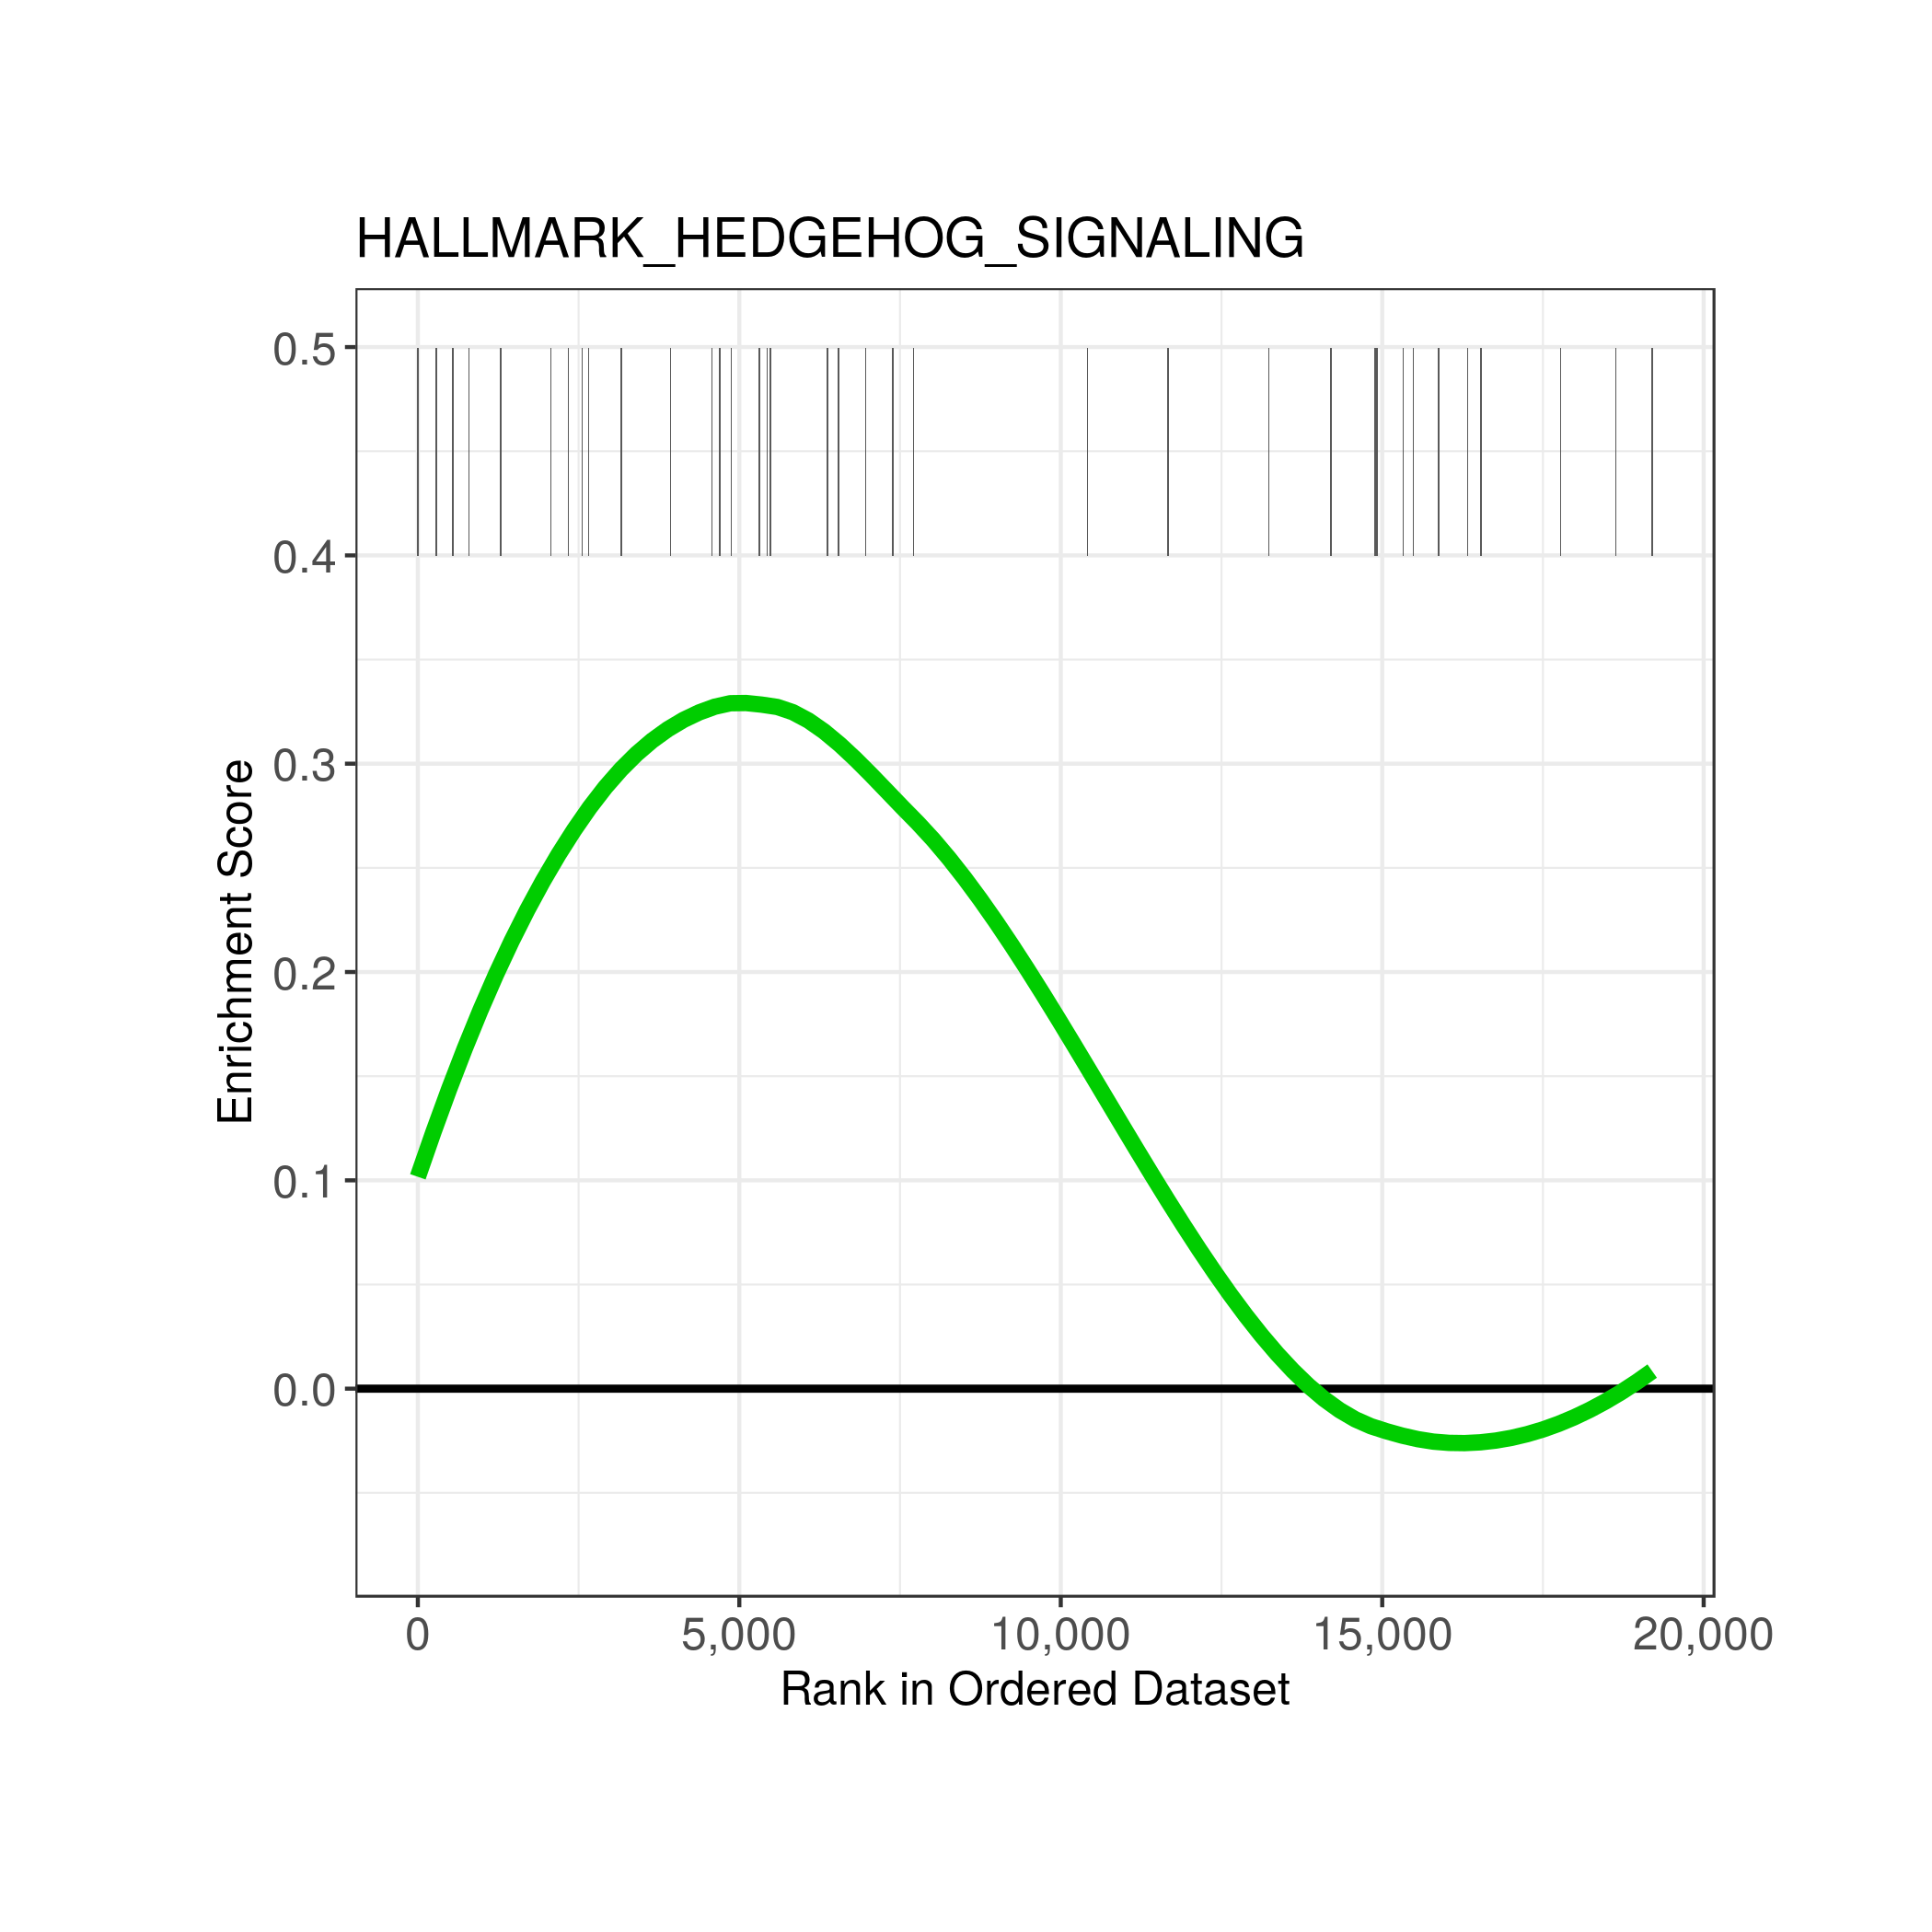 HALLMARK_HEDGEHOG_SIGNALING
0.5
0.4
0.3
0.2
0.1
0.0
Enrichment Score
0 5,000 10,000 15,000 20,000
Rank in Ordered Dataset